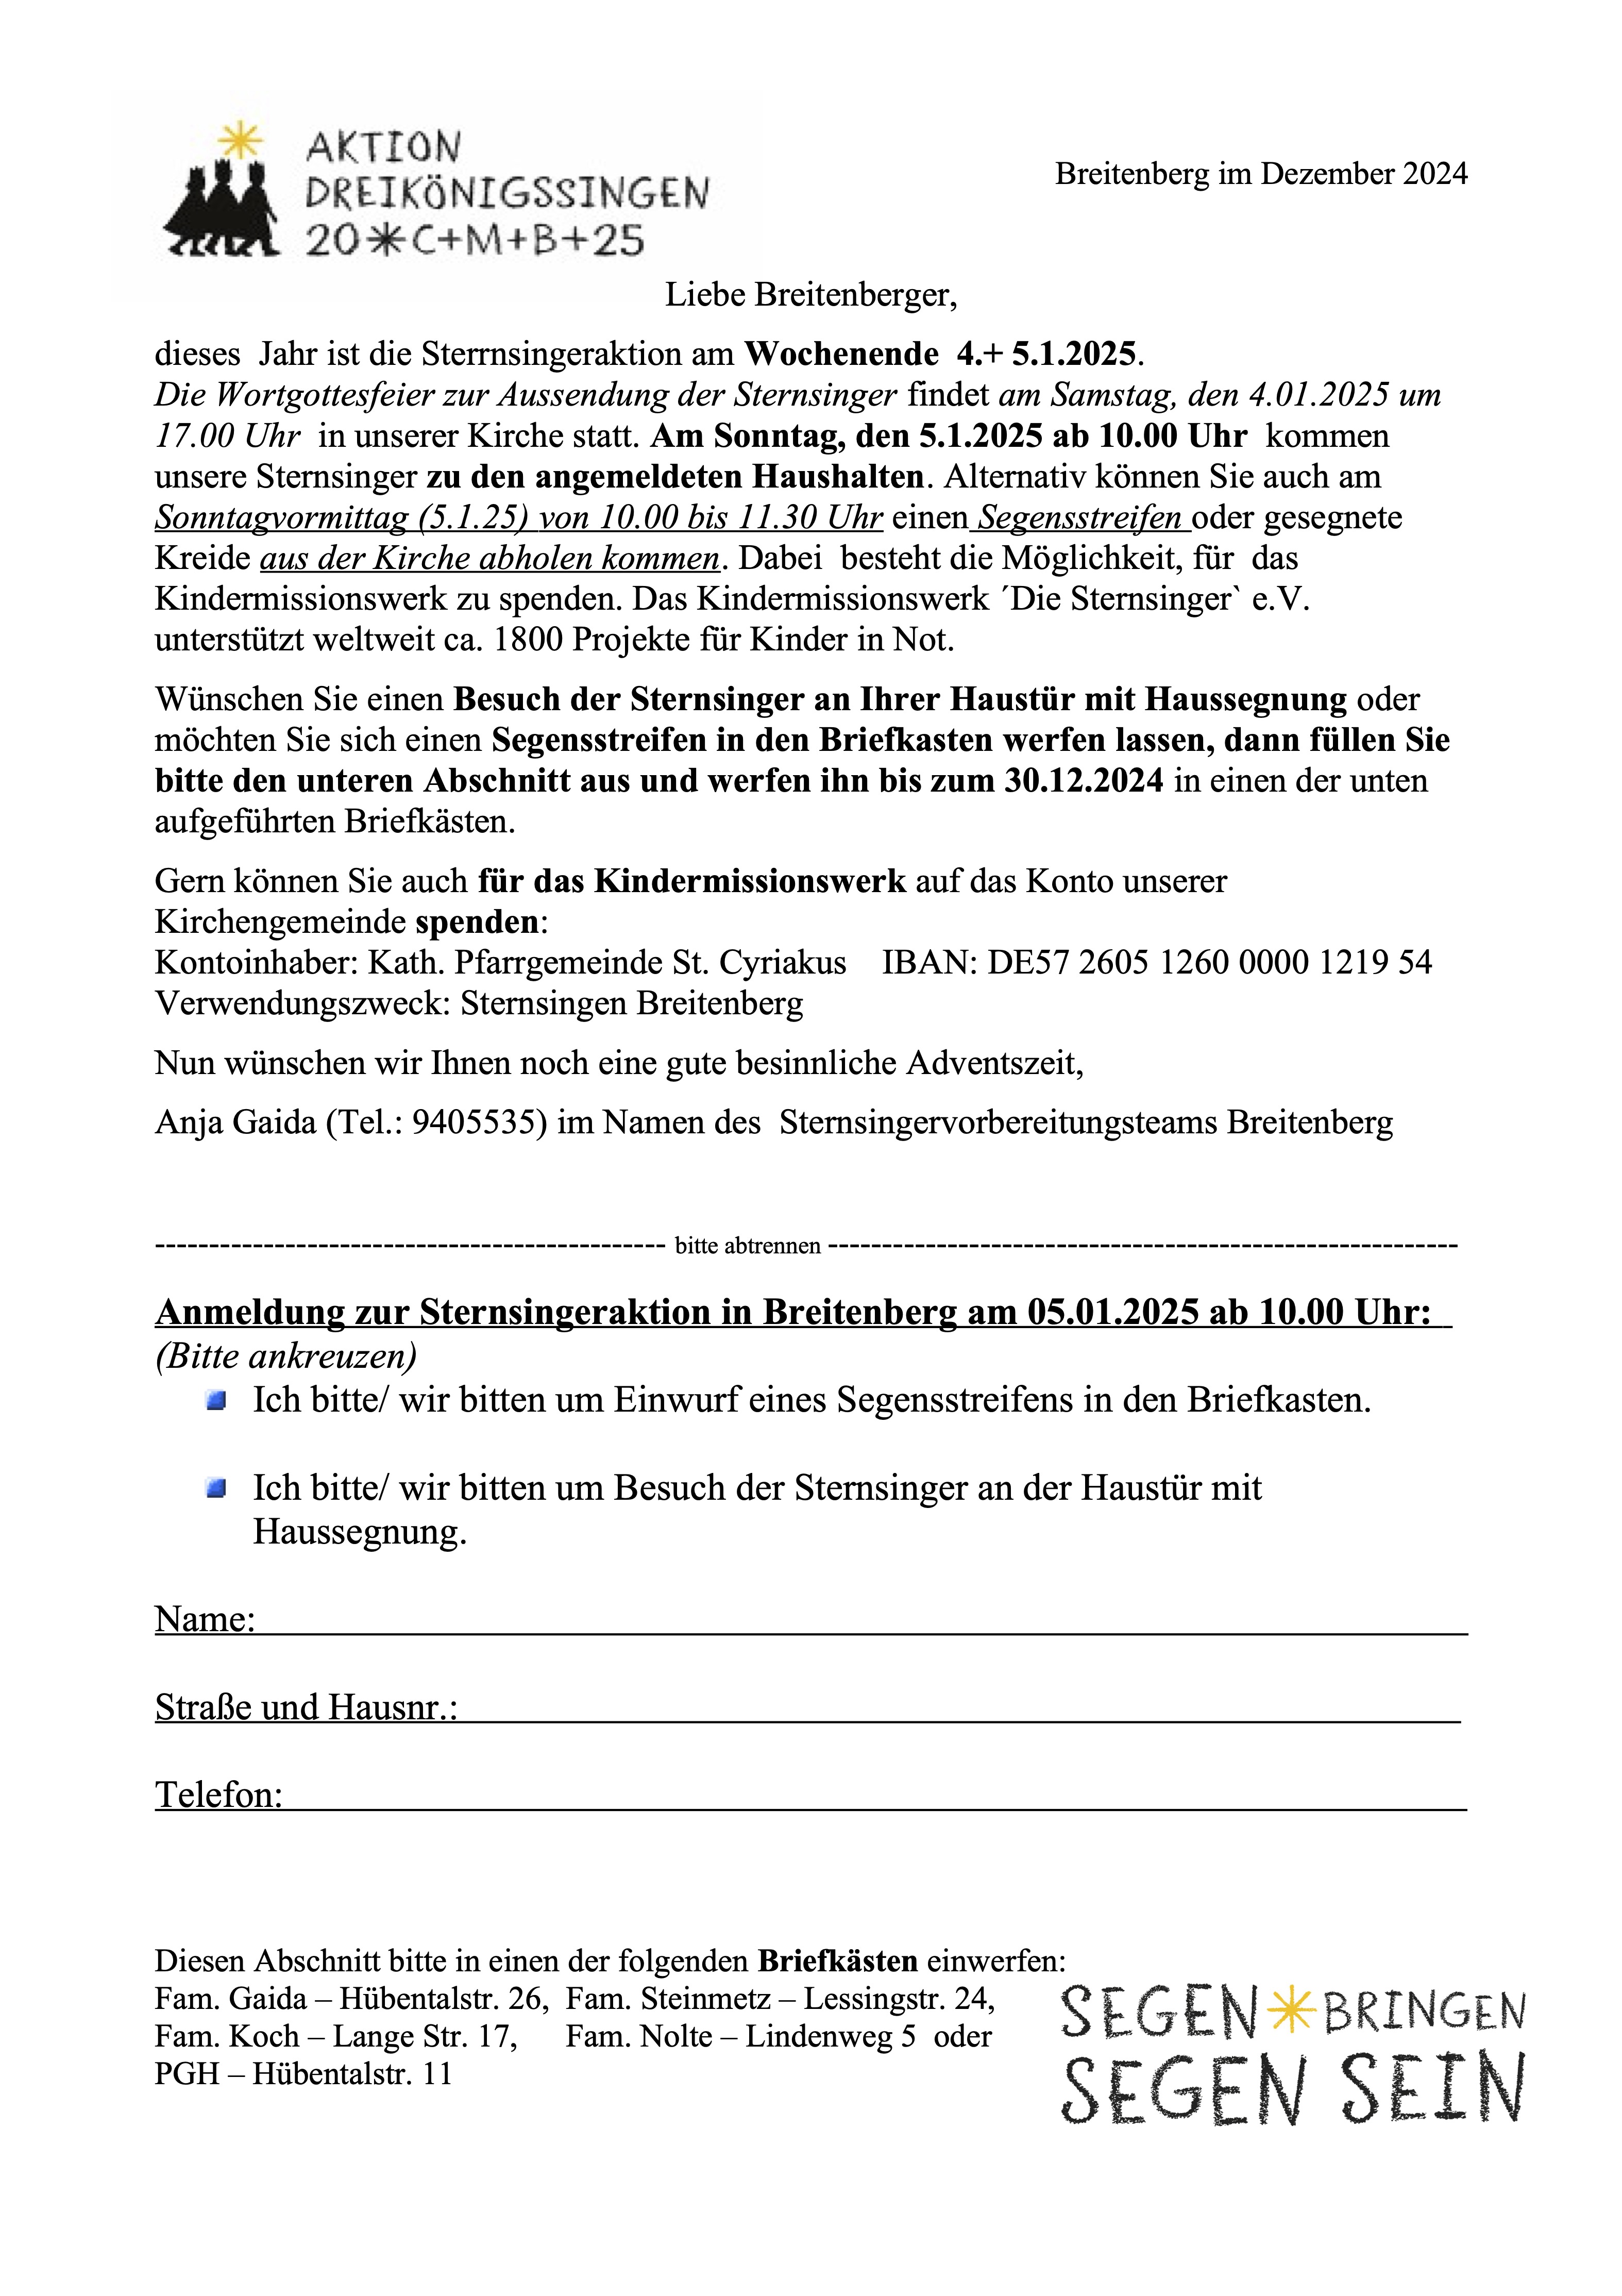 AKTION
DREIKÖNIGSSINGEN
20*C+M+B+25
Breitenberg im Dezember 2024
Liebe Breitenberger,
dieses Jahr ist die Sterrnsingeraktion am Wochenende 4.+ 5.1.2025.
Die Wortgottesfeier zur Aussendung der Sternsinger findet am Samstag, den 4.01.2025 um
17.00 Uhr in unserer Kirche statt. Am Sonntag, den 5.1.2025 ab 10.00 Uhr kommen
unsere Sternsinger zu den angemeldeten Haushalten. Alternativ können Sie auch am
Sonntagvormittag (5.1.25) von 10.00 bis 11.30 Uhr einen Segensstreifen oder gesegnete
Kreide aus der Kirche abholen kommen. Dabei besteht die Möglichkeit, für das
Kindermissionswerk zu spenden. Das Kindermissionswerk ´Die Sternsinger` e.V.
unterstützt weltweit ca. 1800 Projekte für Kinder in Not.
Wünschen Sie einen Besuch der Sternsinger an Ihrer Haustür mit Haussegnung oder
möchten Sie sich einen Segensstreifen in den Briefkasten werfen lassen, dann füllen Sie
bitte den unteren Abschnitt aus und werfen ihn bis zum 30.12.2024 in einen der unten
aufgeführten Briefkästen.
Gern können Sie auch für das Kindermissionswerk auf das Konto unserer
Kirchengemeinde spenden:
Kontoinhaber: Kath. Pfarrgemeinde St. Cyriakus IBAN: DE57 2605 1260 0000 1219 54
Verwendungszweck: Sternsingen Breitenberg
Nun wünschen wir Ihnen noch eine gute besinnliche Adventszeit,
Anja Gaida (Tel.: 9405535) im Namen des Sternsingervorbereitungsteams Breitenberg
----------------------------------------------- bitte abtrennen ----------------------------------------------------------
Anmeldung zur Sternsingeraktion in Breitenberg am 05.01.2025 ab 10.00 Uhr:
(Bitte ankreuzen)
Ich bitte/ wir bitten um Einwurf eines Segensstreifens in den Briefkasten.
Ich bitte/ wir bitten um Besuch der Sternsinger an der Haustür mit
Haussegnung.
Name:
Straße und Hausnr.:
Telefon:
Diesen Abschnitt bitte in einen der folgenden Briefkästen einwerfen:
Fam. Gaida – Hübentalstr. 26, Fam. Steinmetz – Lessingstr. 24,
Fam. Koch – Lange Str. 17, Fam. Nolte – Lindenweg 5 oder
PGH – Hübentalstr. 11
SEGEN*BRINGEN
SEGEN SEIN